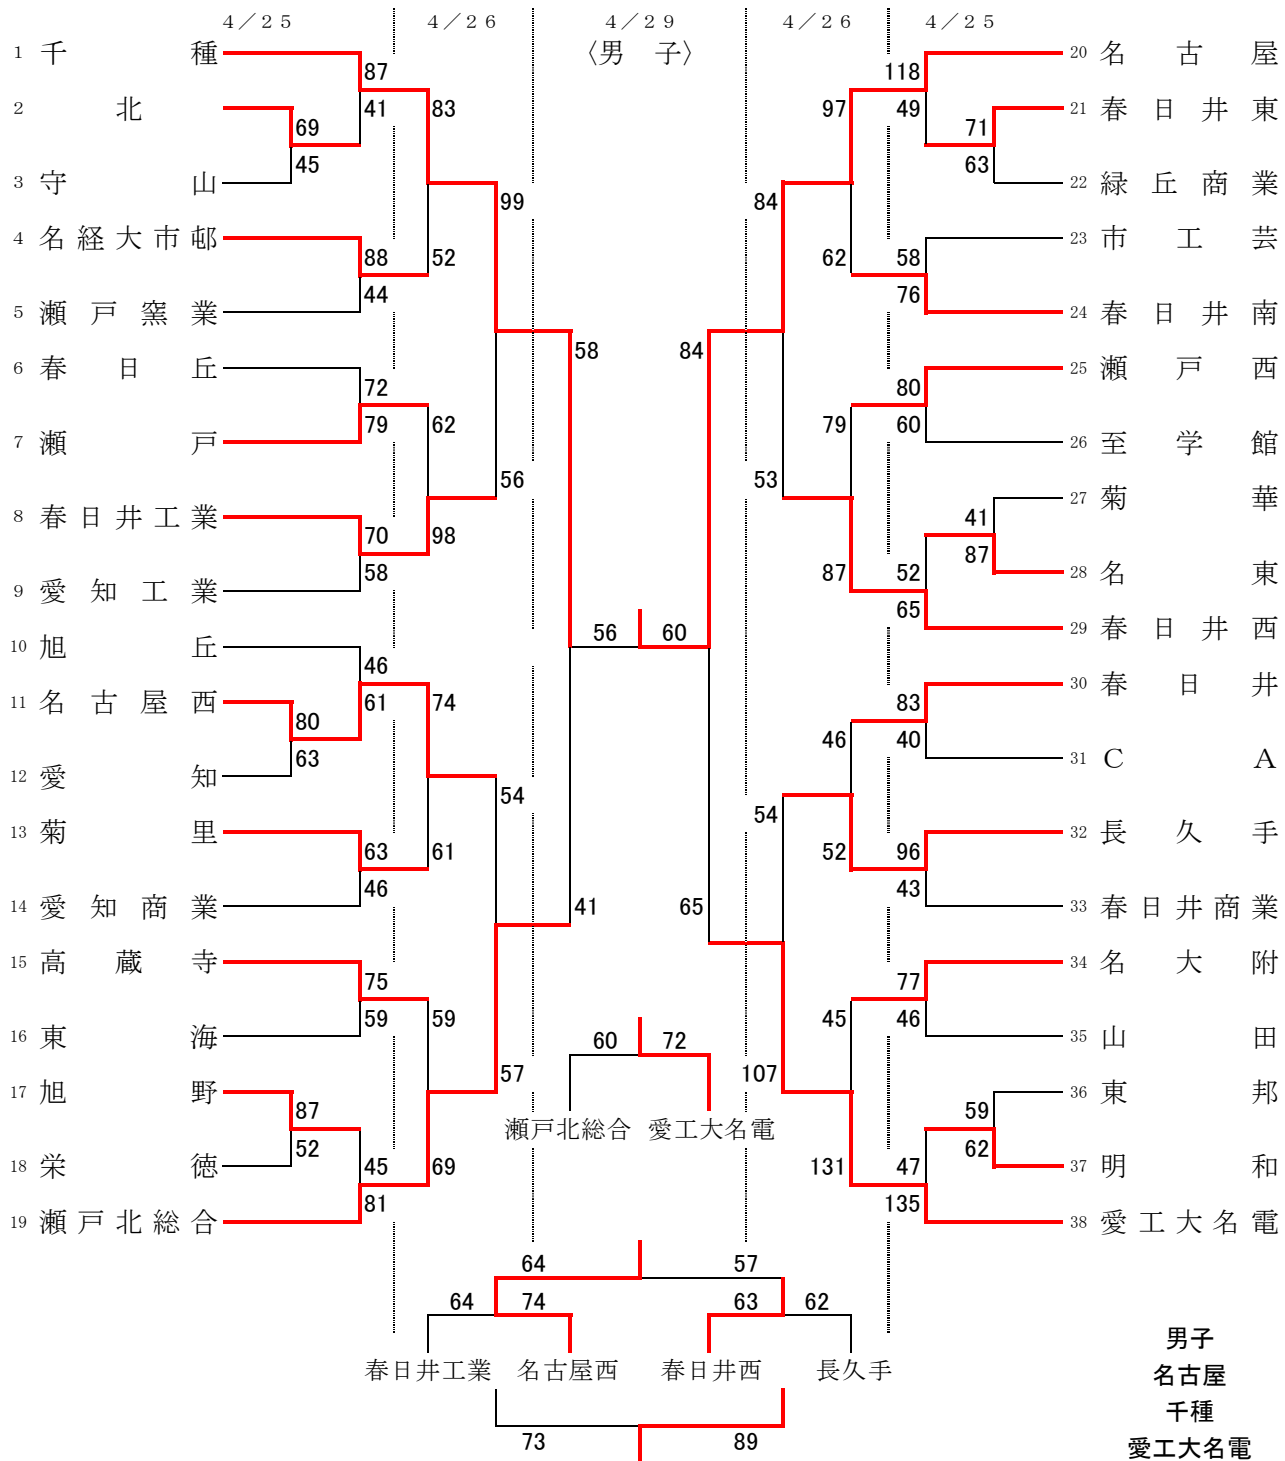 4／25 4／26 4／29 4／26 4／25
〈男 子〉
1 千種
87
2 北
41 83
69
45
3 守山
99
4 名経大市邨
88 52
44
5 瀬戸窯業
58
6 春日丘
72
79 62
7 瀬戸
56
8 春日井工業
70 98
58
9 愛知工業
56 60
10 旭丘
46
61 74
11 名古屋西
80
63
12 愛知
54
13 菊里
63 61
46
14 愛知商業
41
15 高蔵寺
75
59 59
16 東海
57
17 旭野
87
52
18 栄徳
45 69
81
19 瀬戸北総合
20 名古屋
118
97 49
21 春日井東
71
63
22 緑丘商業
84
23 市工芸
62 58
76
24 春日井南
84
25 瀬戸西
80
79 60
26 至学館
53
27 菊華
41
87
28 名東
87 52
65
29 春日井西
30 春日井
83
46 40
31 CA
54
32 長久手
52 96
43
33 春日井商業
65
34 名大附
77
45 46
35 山田
107
36 東邦
59
62
37 明和
131 47
135
38 愛工大名電
60 72
瀬戸北総合 愛工大名電
64 57
64 74 63 62
春日井工業 名古屋西 春日井西 長久手
73 89
男子
名古屋
千種
愛工大名電